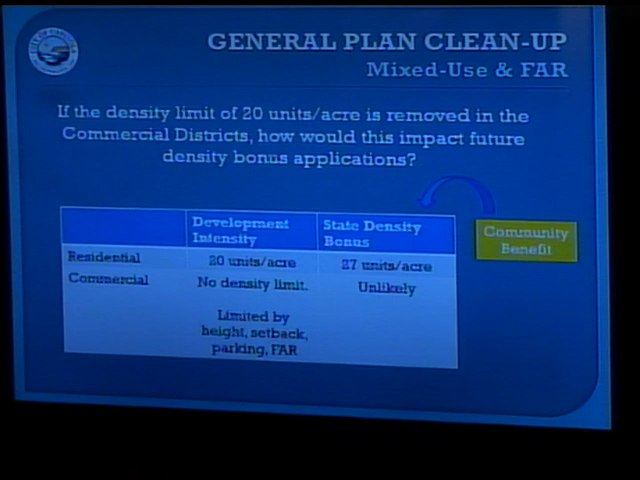 GENERAL PLAN CLEAN-UP
Mixed-Use & FAR
If the density limit of 20 units/acre is removed in the
Commercial Districts, how would this impact future
density bonus applications?
Development
Intensity
State Density
Bonus
Community
Benefit
Residential
20 units/acre
27 units/acre
Commercial
No density limit.
Unlikely
Limited by
height, setback,
parking, FAR